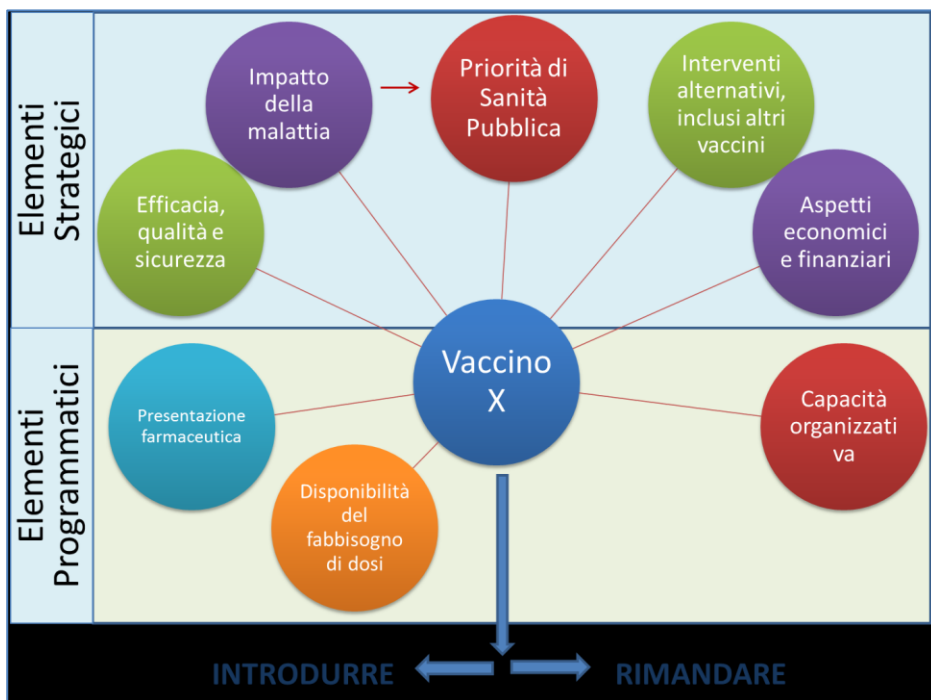 Elementi
Strategici
Impatto
della
malattia
Priorità di
Sanità
Pubblica
Interventi
alternativi,
inclusi altri
vaccini
Efficacia,
qualità e
sicurezza
Aspetti
economici
e finanziari
Vaccino
X
Elementi
Programmatici
Presentazione
farmaceutica
Disponibilità
del
fabbisogno
di dosi
Capacità
organizzati
va
INTRODURRE
RIMANDARE